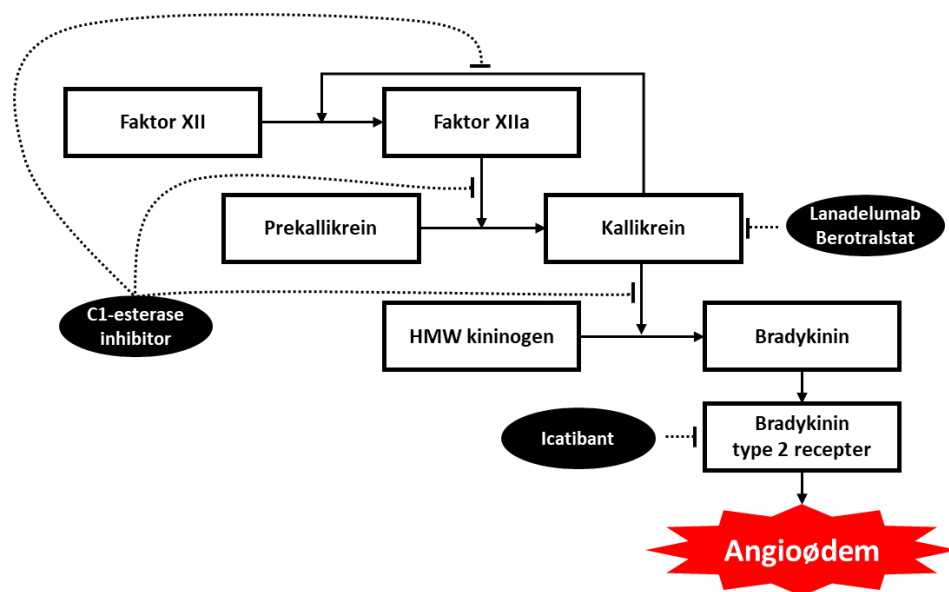 Faktor XII
Faktor XIIa
Prekallikrein
Kallikrein
Lanadelumab
Berotralstat
C1-esterase
inhibitor
HMW kininogen
Bradykinin
Icatibant
Bradykinin
type 2 recepter
Angioødem